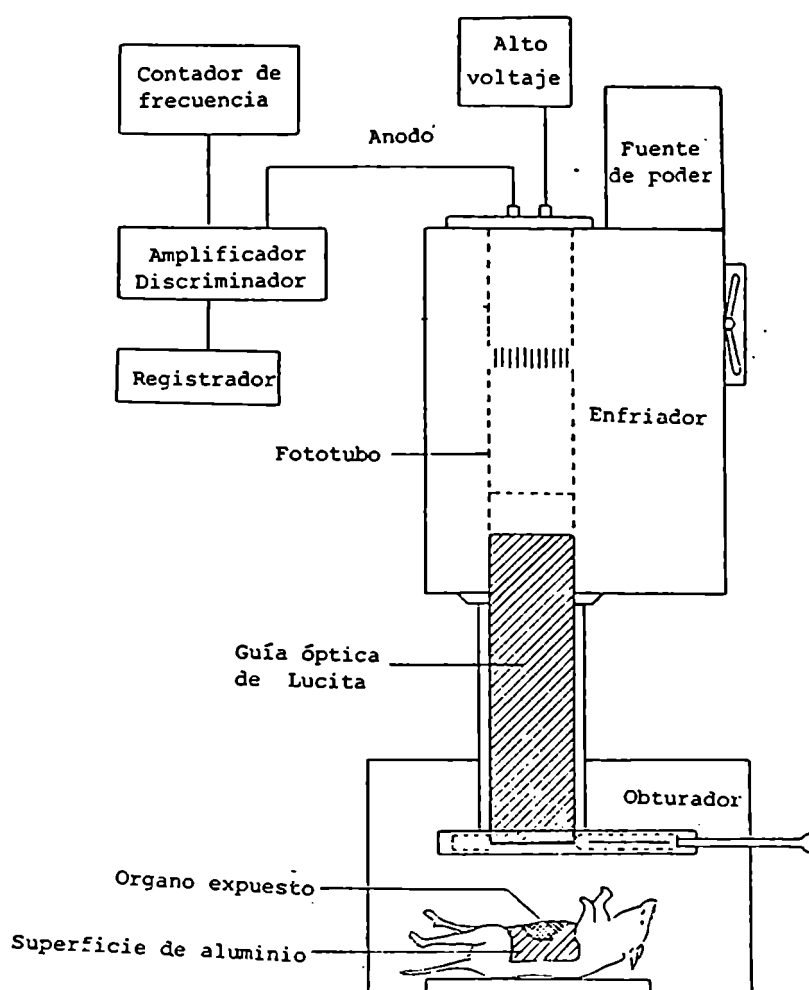 Alto
voltaje
Contador de
frecuencia
Anodo
Fuente
de poder
Amplificador
Discriminador
Registrador
Enfriador
Fototubo
Guía óptica
de Lucita
Obturador
Organo expuesto
Superficie de aluminio